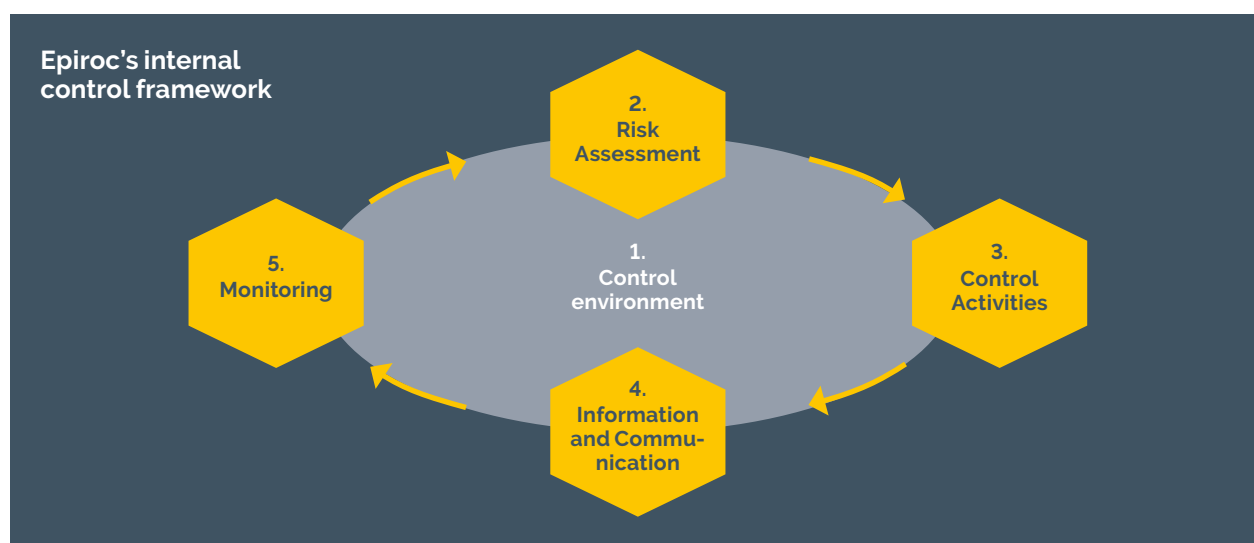 Epiroc’s internal
control framework
2.
Risk
Assessment
1.
Control
environment
3.
Control
Activities
4.
Information
and Commu-
nication
5.
Monitoring